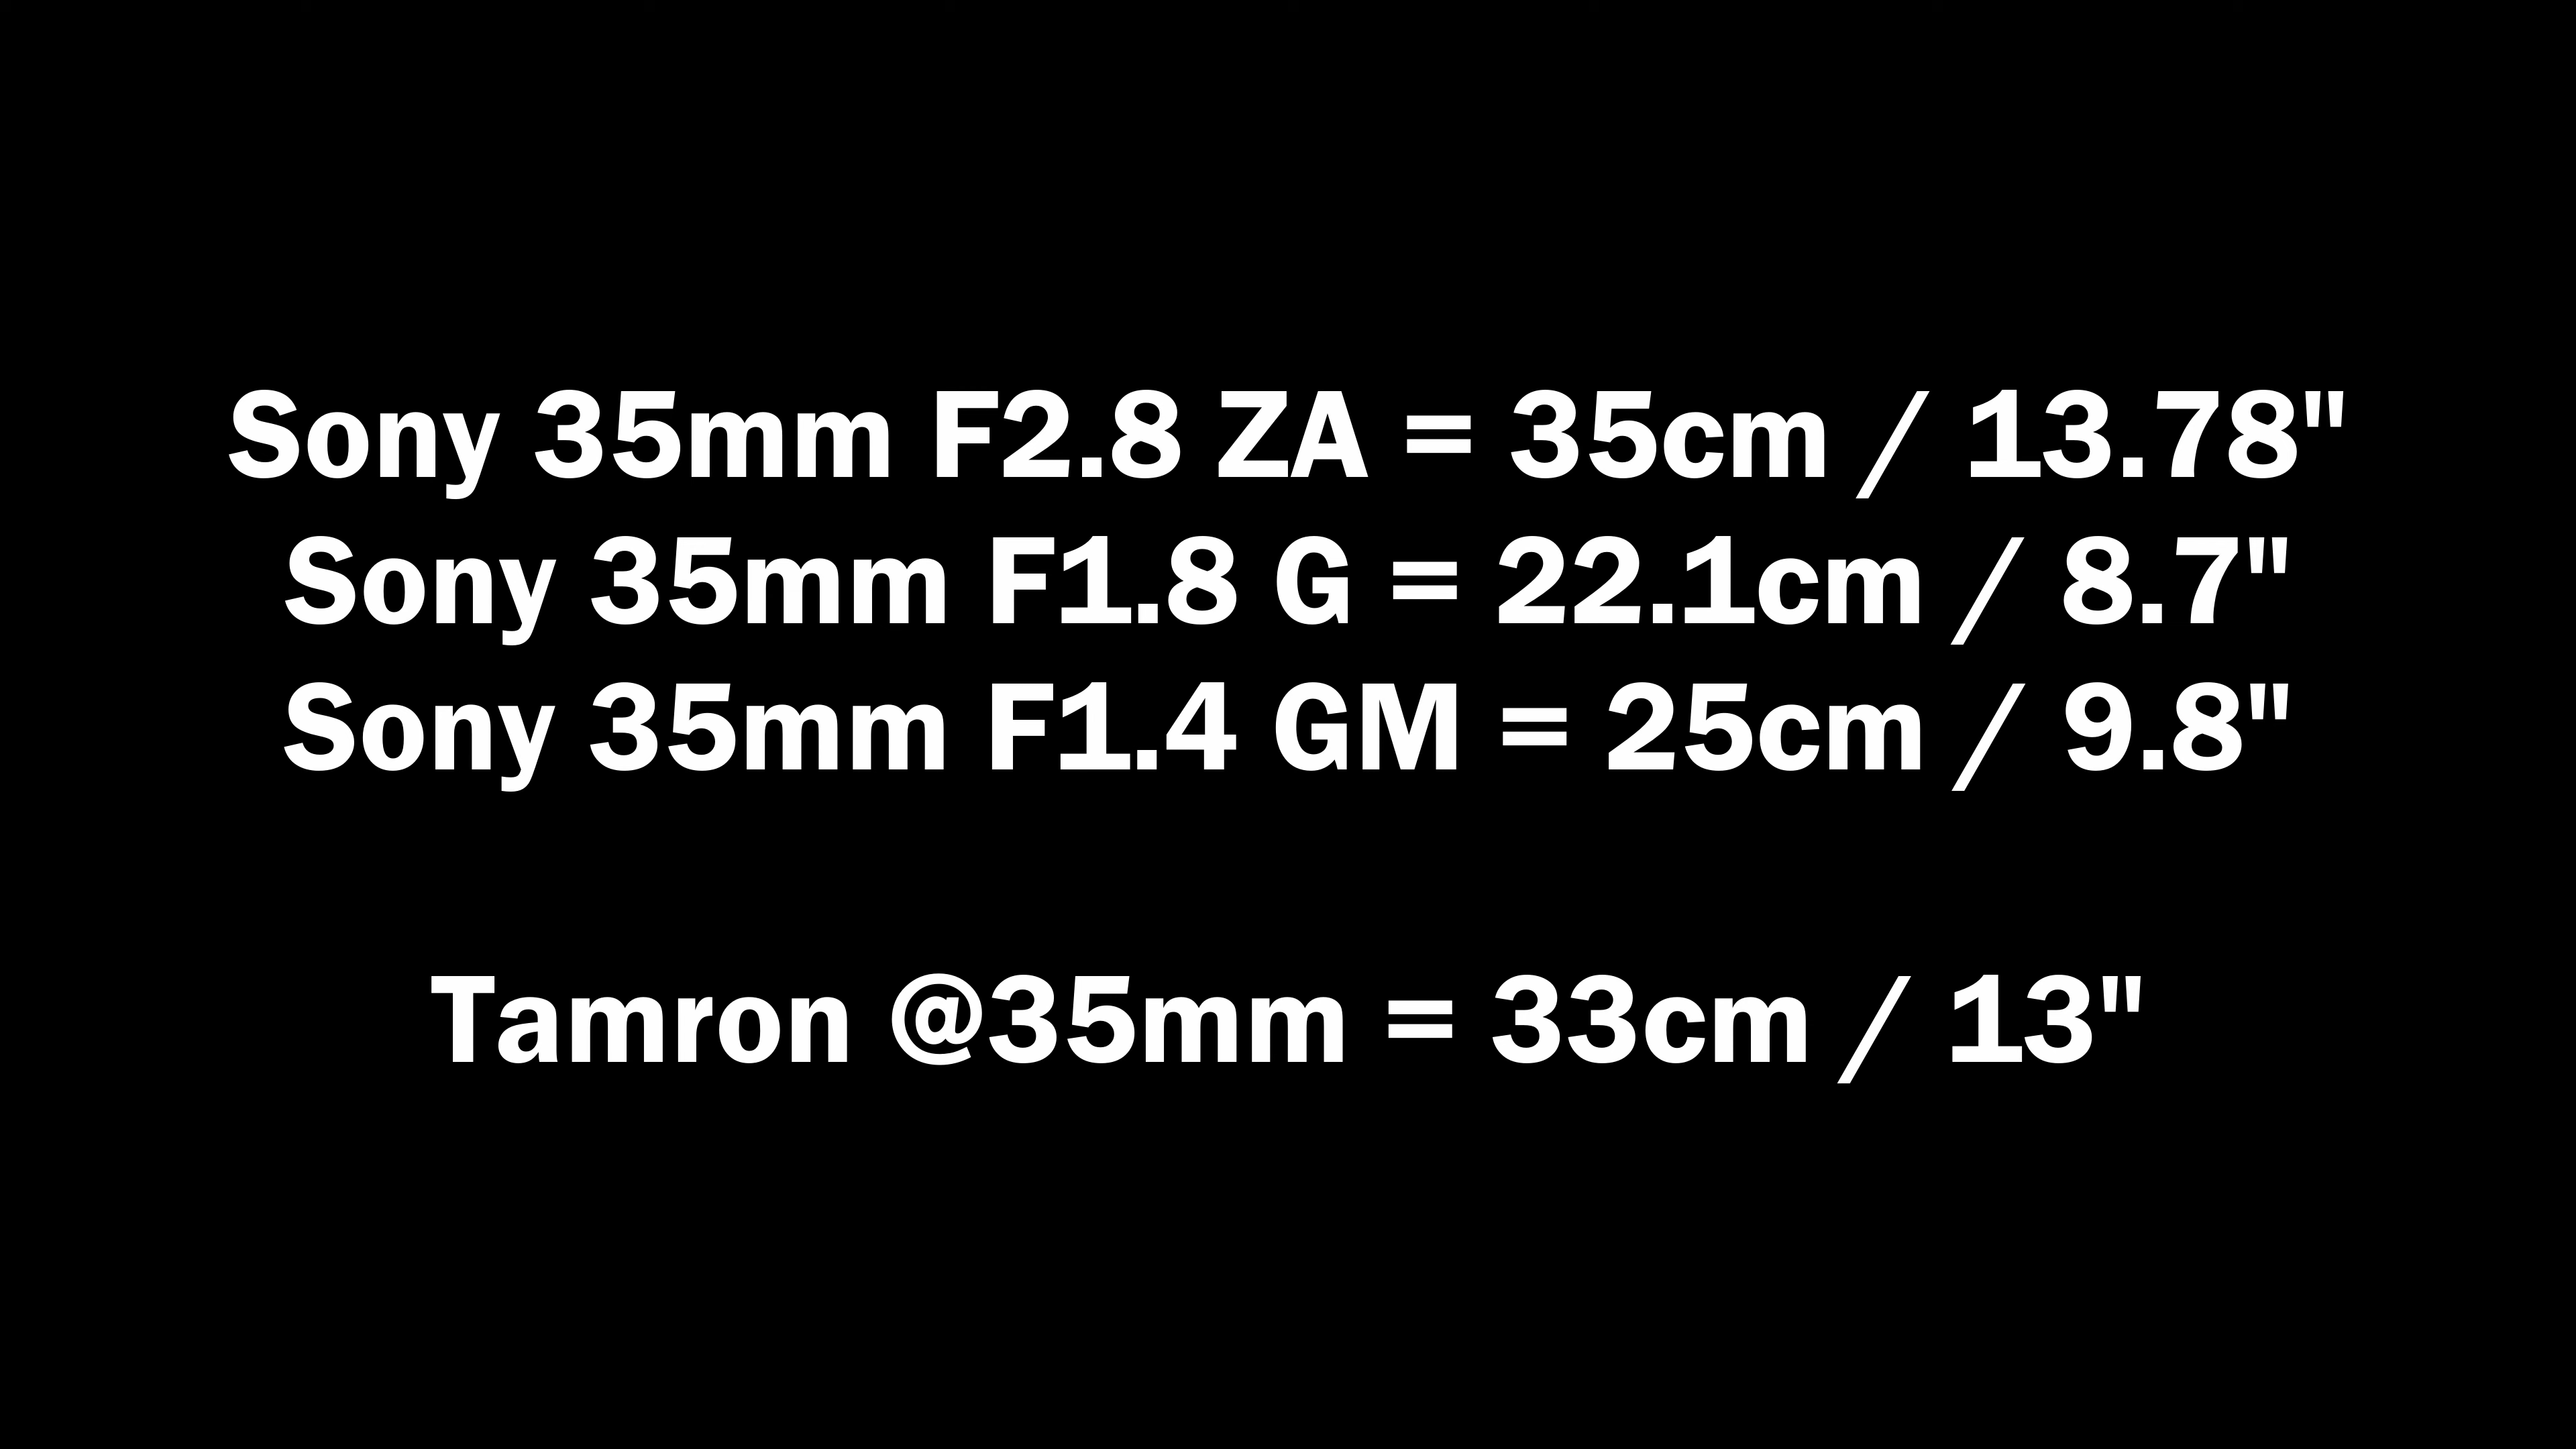 Sony 35mm F2.8 ZA = 35cm / 13.78"
Sony 35mm F1.8 G = 22.1cm / 8.7"
Sony 35mm F1.4 GM = 25cm / 9.8"
Tamron @35mm = 33cm / 13"